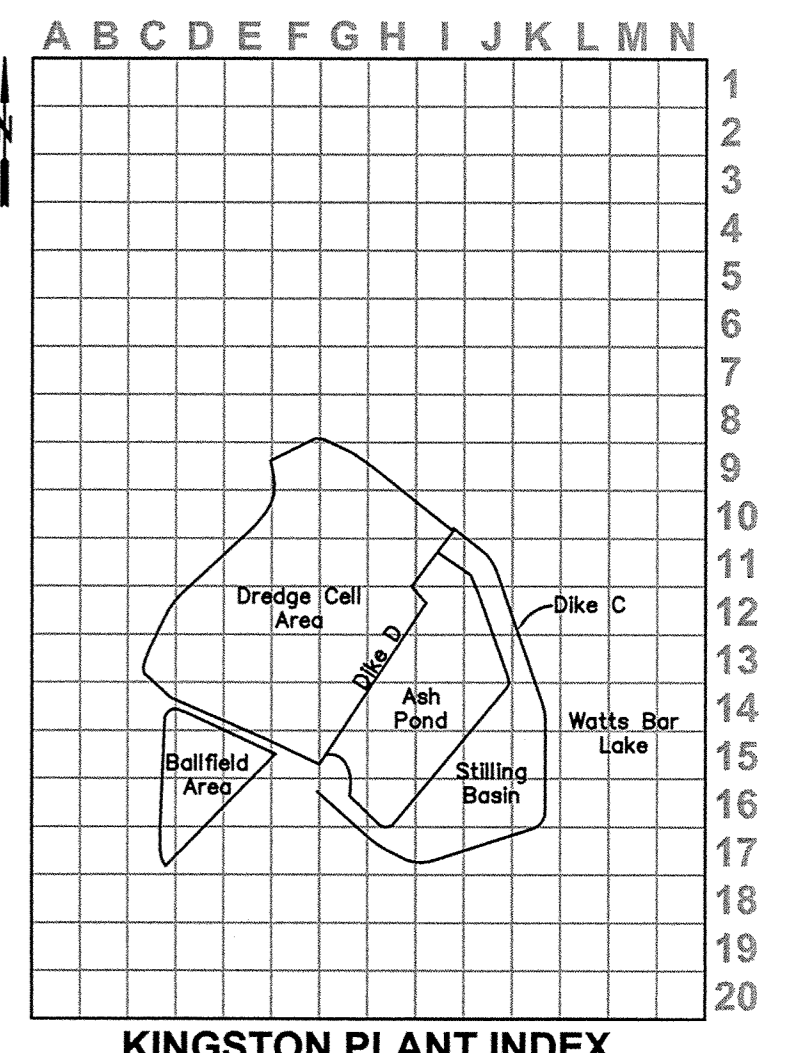 A B C D E F G H I J K L M N
1
N
2
3
4
5
6
7
8
9
10
11
12
13
14
15
16
17
18
19
20
Dredge Cell
Area
Dike C
Dike D
Ash
Pond
Watts Bar
Lake
Ballfield
Area
Stilling
Basin
KINGSTON PLANT INDEX